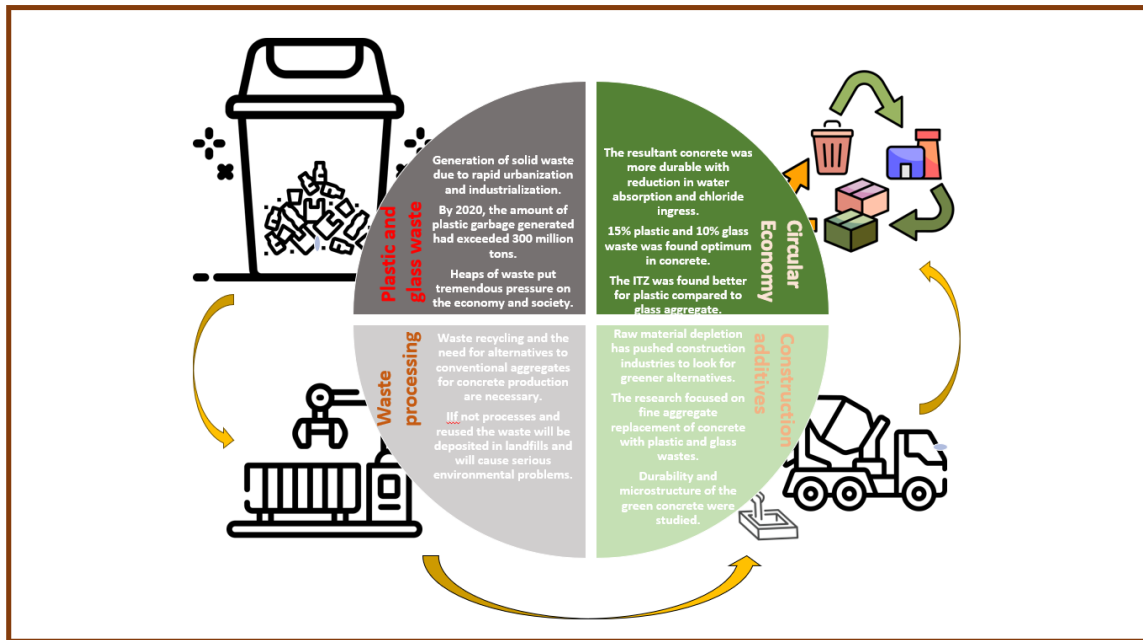 Plastic and
glass waste
Generation of solid waste
due to rapid urbanization
and industrialization.
By 2020, the amount of
plastic garbage generated
had exceeded 300 million
tons.
Heaps of waste put
tremendous pressure on
the economy and society.
The resultant concrete was
more durable with
reduction in water
absorption and chloride
ingress.
15% plastic and 10% glass
waste was found optimum
in concrete.
The ITZ was found better
for plastic compared to
glass aggregate.
Circular
Economy
Waste
processing
Waste recycling and the
need for alternatives to
conventional aggregates
for concrete production
are necessary.
IIf not processes and
reused the waste will be
deposited in landfills and
will cause serious
environmental problems.
Raw material depletion
has pushed construction
industries to look for
greener alternatives.
The research focused on
fine aggregate
replacement of concrete
with plastic and glass
wastes.
Durability and
microstructure of the
green concrete were
studied.
Construction
additives